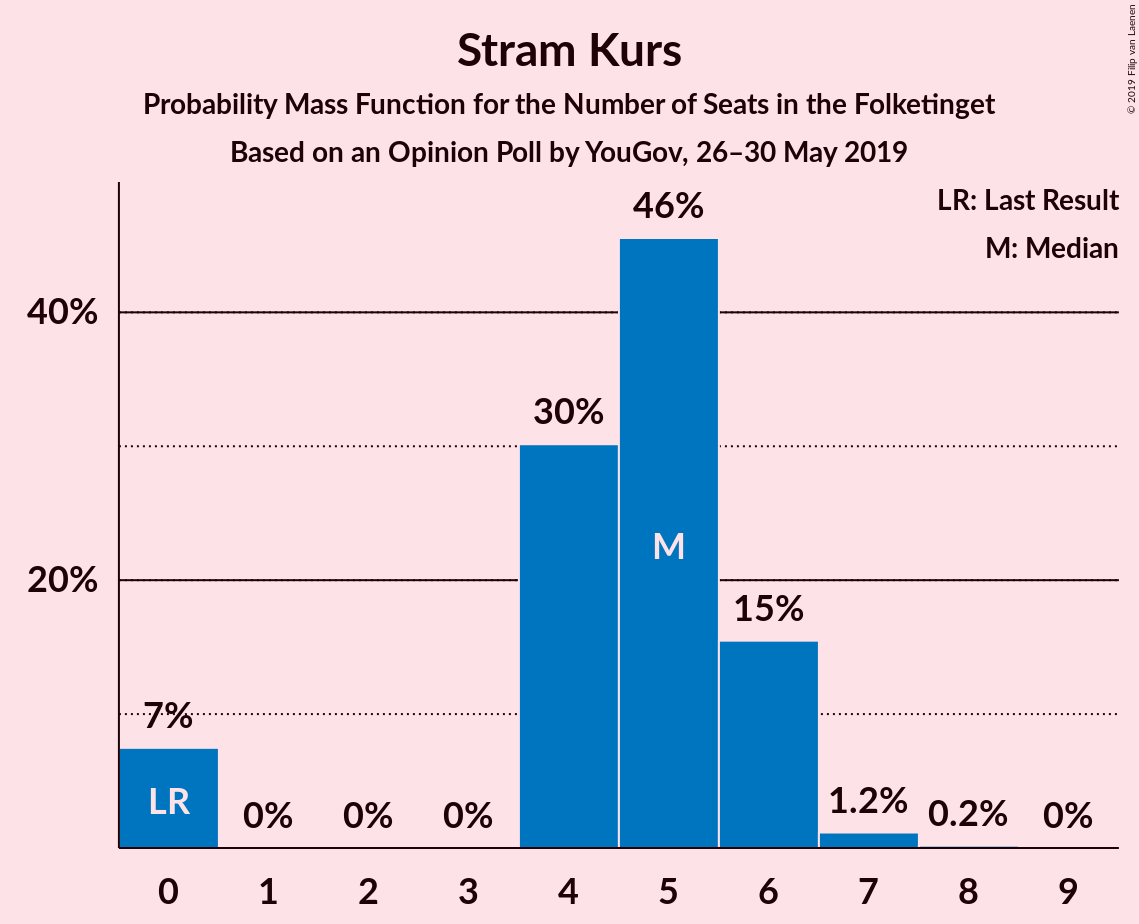 Stram Kurs
Probability Mass Function for the Number of Seats in the Folketinget
Based on an Opinion Poll by YouGov, 26–30 May 2019
© 2019 Filip van Laenen
LR: Last Result
M: Median
46%
40%
30%
M
20%
15%
7%
LR
0%
0%
0%
1.2%
0.2%
0%
0 1 2 3 4 5 6 7 8 9